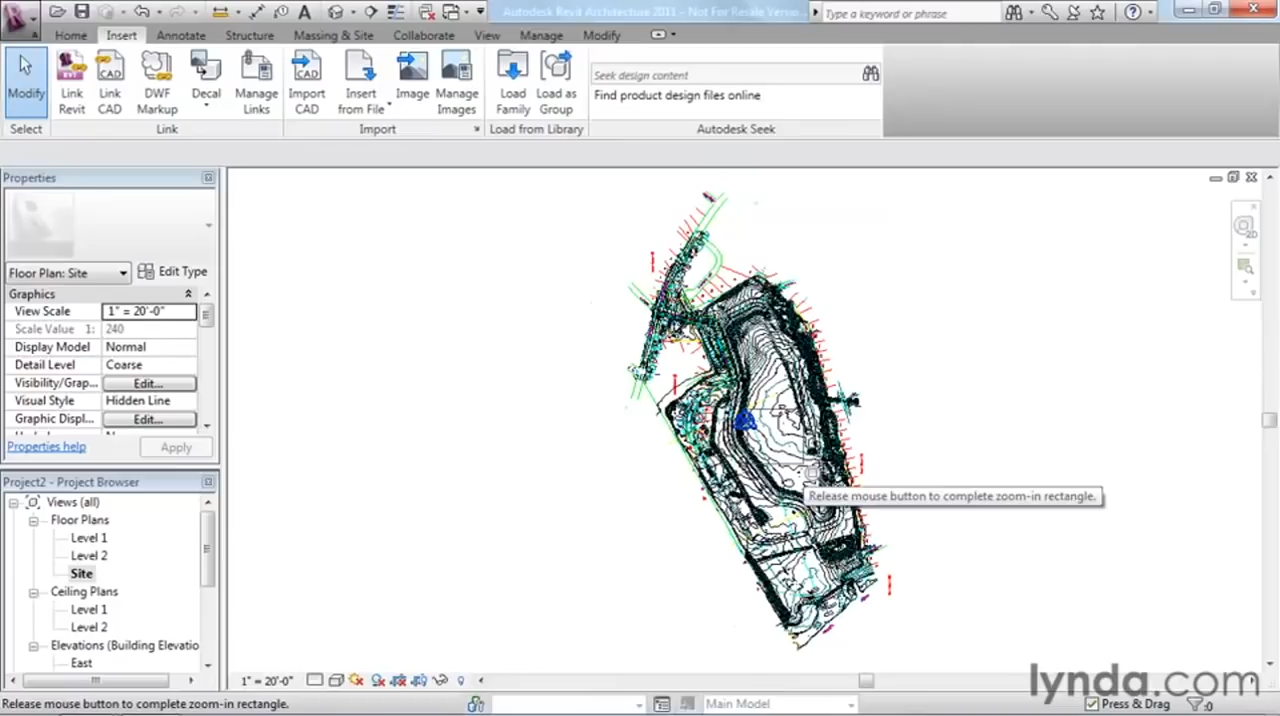 Autodesk Revit Architecture 2011 - Not For Resale Versio...
Type a keyword or phrase
Home Insert Annotate Structure Massing & Site Collaborate View Manage Modify
Modify
Link Revit
Link CAD
DWF Markup
Decal
Manage Links
Import CAD
Insert from File
Image
Manage Images
Load Family
Load as Group
Seek design content
Find product design files online
Select Link Import Load from Library Autodesk Seek
Properties
Floor Plan: Site Edit Type
Graphics
View Scale 1" = 20'-0"
Scale Value 1: 240
Display Model Normal
Detail Level Coarse
Visibility/Grap... Edit...
Visual Style Hidden Line
Graphic Displ... Edit...
Properties help Apply
Project2 - Project Browser
Views (all)
Floor Plans
Level 1
Level 2
Site
Ceiling Plans
Level 1
Level 2
Elevations (Building Elevatio
East
2D
Release mouse button to complete zoom-in rectangle.
1" = 20'-0"
lynda.com
Release mouse button to complete zoom-in rectangle.
Main Model
Press & Drag
:0